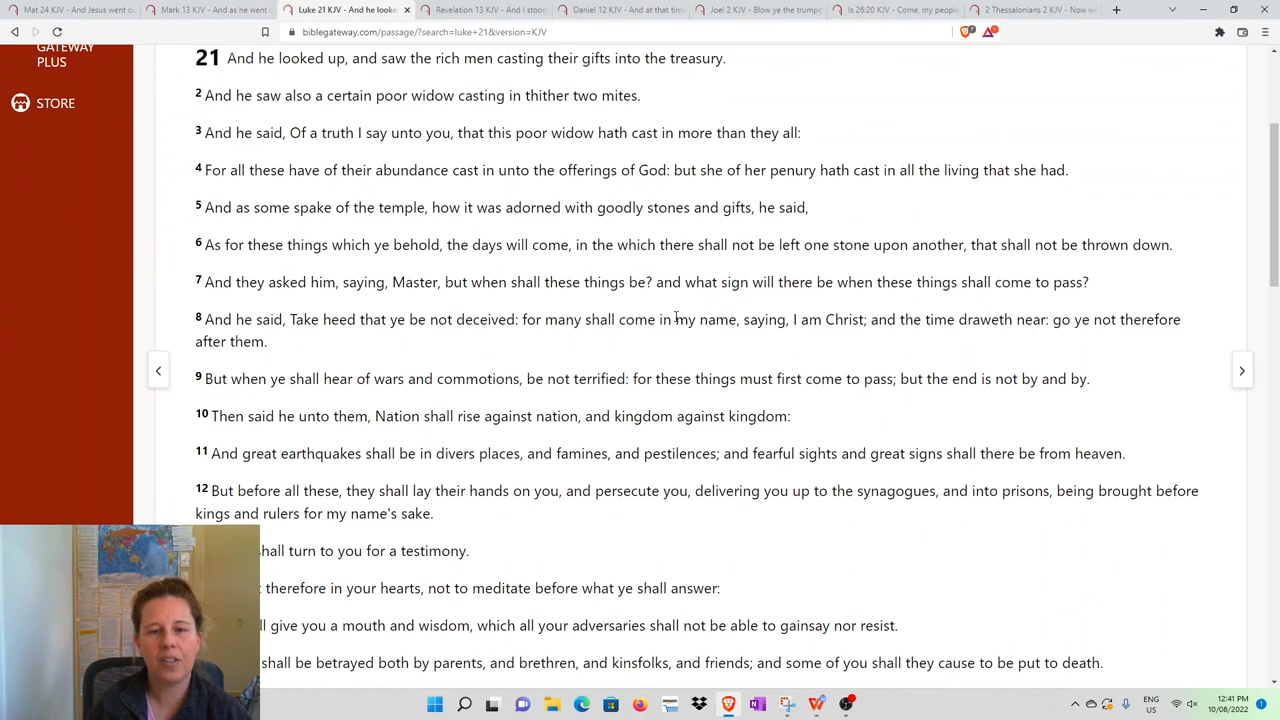 Mat 24 KJV - And Jesus went ou
Mark 13 KJV - And as he went o
Luke 21 KJV - And he looke
Revelation 13 KJV - And I stood
Daniel 12 KJV - And at that time
Joel 2 KJV - Blow ye the trumpe
Is 26:20 KJV - Come, my people
2 Thessalonians 2 KJV - Now we
biblegateway.com/passage/?search=luke+21&version=KJV
GATEWAY
PLUS
STORE
21 And he looked up, and saw the rich men casting their gifts into the treasury.
2 And he saw also a certain poor widow casting in thither two mites.
3 And he said, Of a truth I say unto you, that this poor widow hath cast in more than they all:
4 For all these have of their abundance cast in unto the offerings of God: but she of her penury hath cast in all the living that she had.
5 And as some spake of the temple, how it was adorned with goodly stones and gifts, he said,
6 As for these things which ye behold, the days will come, in the which there shall not be left one stone upon another, that shall not be thrown down.
7 And they asked him, saying, Master, but when shall these things be? and what sign will there be when these things shall come to pass?
8 And he said, Take heed that ye be not deceived: for many shall come in my name, saying, I am Christ; and the time draweth near: go ye not therefore
after them.
9 But when ye shall hear of wars and commotions, be not terrified: for these things must first come to pass; but the end is not by and by.
10 Then said he unto them, Nation shall rise against nation, and kingdom against kingdom:
11 And great earthquakes shall be in divers places, and famines, and pestilences; and fearful sights and great signs shall there be from heaven.
12 But before all these, they shall lay their hands on you, and persecute you, delivering you up to the synagogues, and into prisons, being brought before
kings and rulers for my name's sake.
shall turn to you for a testimony.
therefore in your hearts, not to meditate before what ye shall answer:
give you a mouth and wisdom, which all your adversaries shall not be able to gainsay nor resist.
shall be betrayed both by parents, and brethren, and kinsfolks, and friends; and some of you shall they cause to be put to death.
ENG
US
12:41 PM
10/08/2022